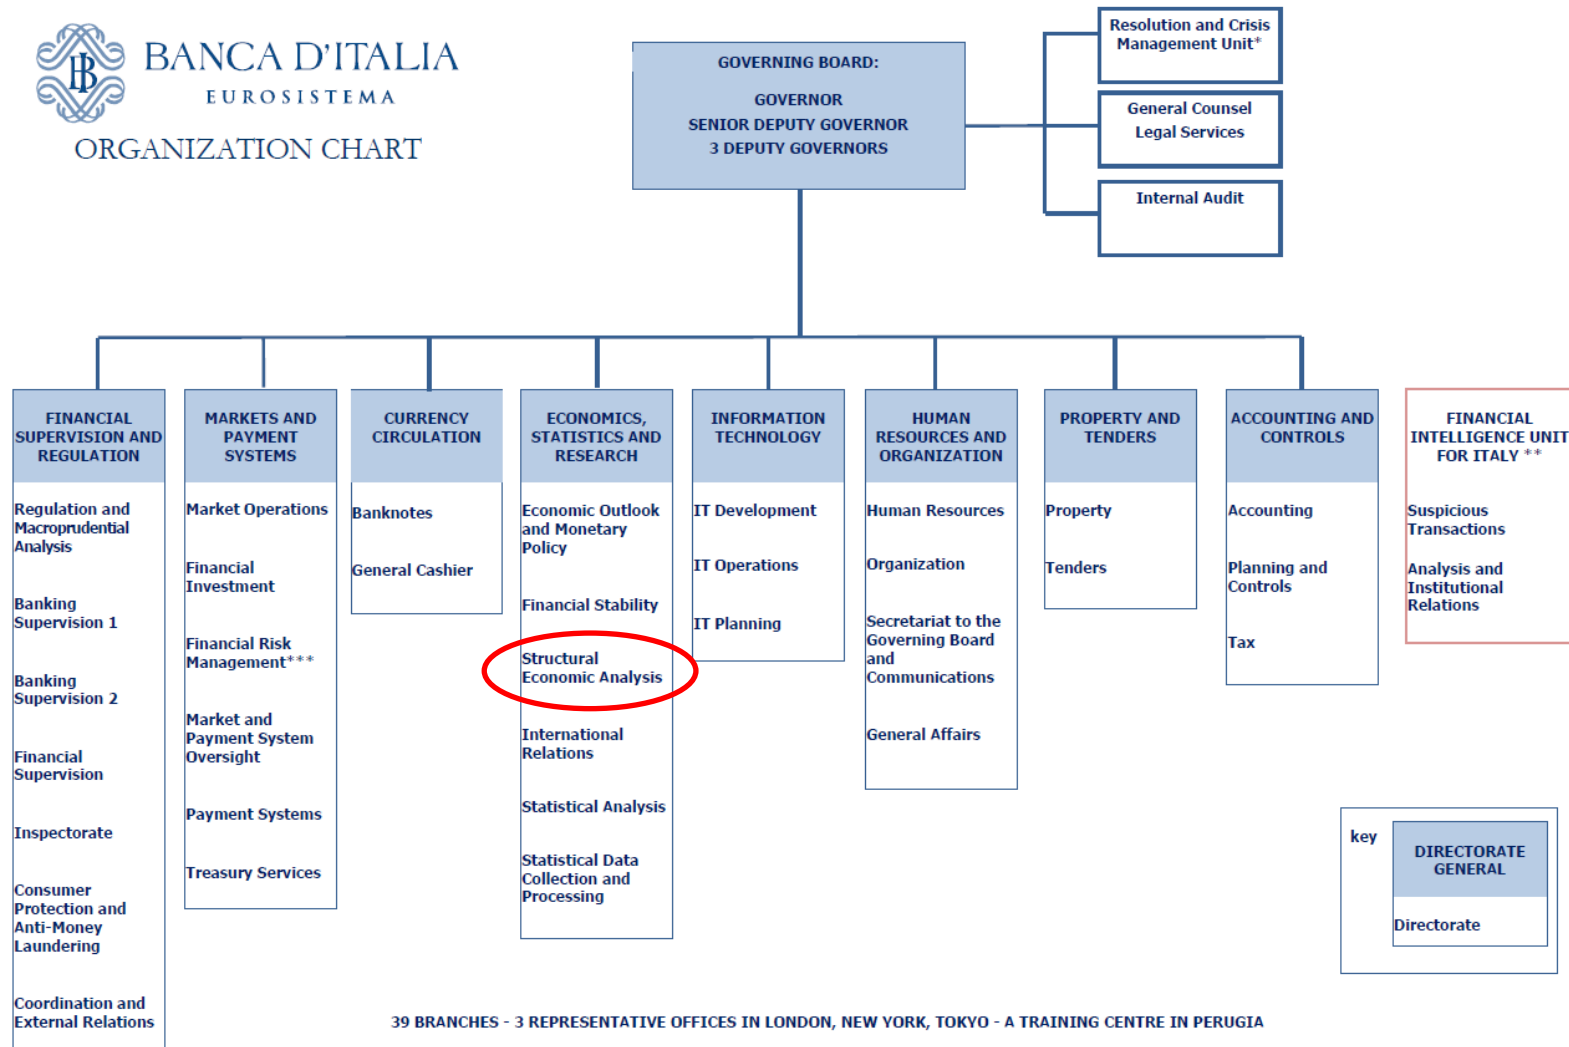 BANCA D'ITALIA
EUROSISTEMA
ORGANIZATION CHART
GOVERNING BOARD:
GOVERNOR
SENIOR DEPUTY GOVERNOR
3 DEPUTY GOVERNORS
Resolution and Crisis
Management Unit*
General Counsel
Legal Services
Internal Audit
FINANCIAL
SUPERVISION AND
REGULATION
Regulation and
Macroprudential
Analysis
Banking
Supervision 1
Banking
Supervision 2
Financial
Supervision
Inspectorate
Consumer
Protection and
Anti-Money
Laundering
Coordination and
External Relations
MARKETS AND
PAYMENT
SYSTEMS
Market Operations
Financial
Investment
Financial Risk
Management***
Market and
Payment System
Oversight
Payment Systems
Treasury Services
CURRENCY
CIRCULATION
Banknotes
General Cashier
ECONOMICS,
STATISTICS AND
RESEARCH
Economic Outlook
and Monetary
Policy
Financial Stability
Structural
Economic Analysis
International
Relations
Statistical Analysis
Statistical Data
Collection and
Processing
INFORMATION
TECHNOLOGY
IT Development
IT Operations
IT Planning
HUMAN
RESOURCES AND
ORGANIZATION
Human Resources
Organization
Secretariat to the
Governing Board
and
Communications
General Affairs
PROPERTY AND
TENDERS
Property
Tenders
ACCOUNTING AND
CONTROLS
Accounting
Planning and
Controls
Tax
FINANCIAL
INTELLIGENCE UNIT
FOR ITALY **
Suspicious
Transactions
Analysis and
Institutional
Relations
key
DIRECTORATE
GENERAL
Directorate
39 BRANCHES - 3 REPRESENTATIVE OFFICES IN LONDON, NEW YORK, TOKYO - A TRAINING CENTRE IN PERUGIA